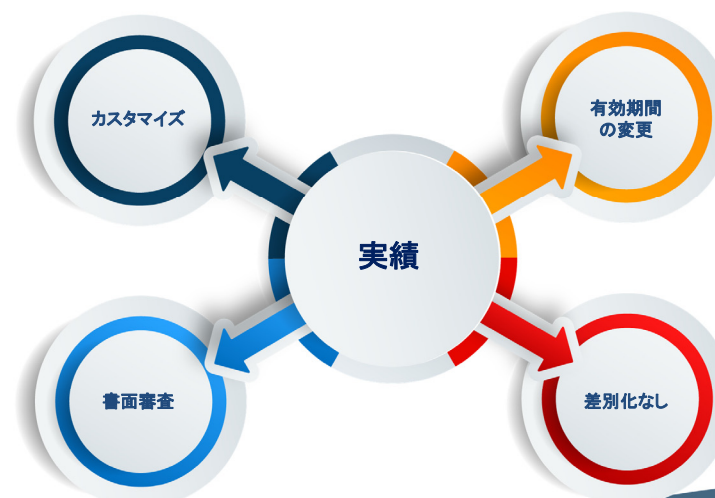 カスタマイズ
有効期間
の変更
実績
書面審査
差別化なし